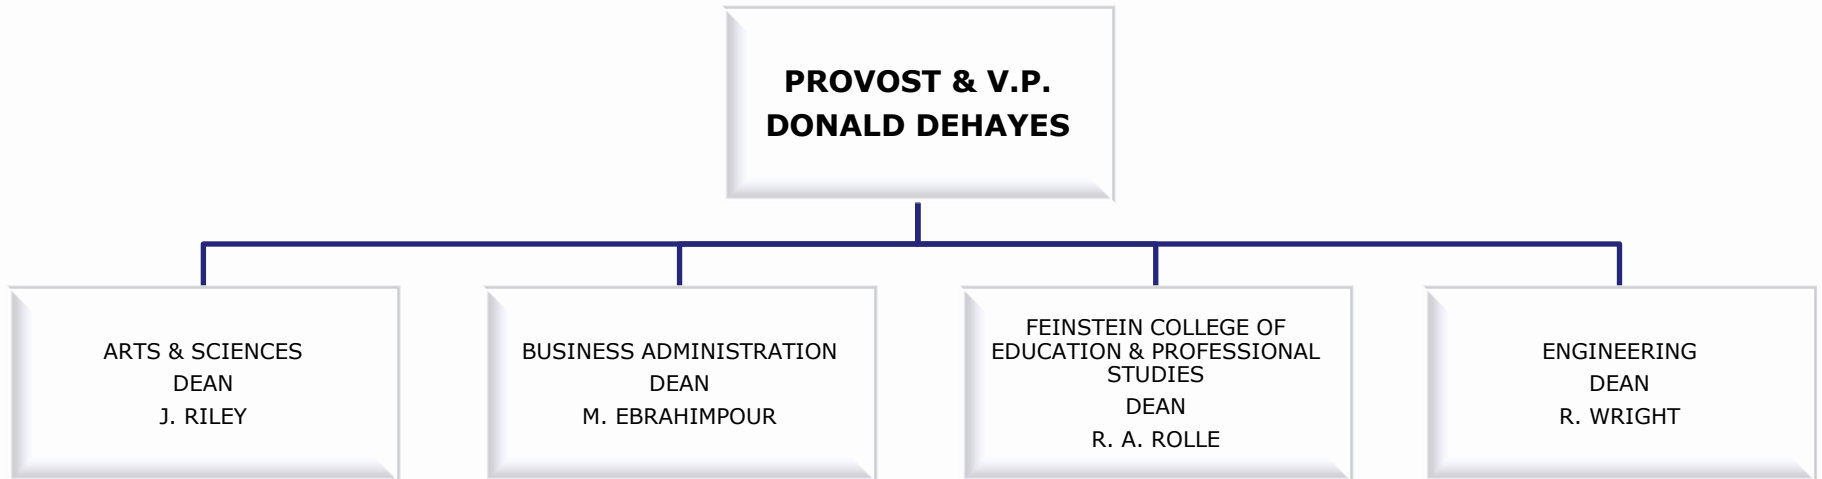 PROVOST & V.P.
DONALD DEHAYES
ARTS & SCIENCES
DEAN
J. RILEY
BUSINESS ADMINISTRATION
DEAN
M. EBRAHIMPOUR
FEINSTEIN COLLEGE OF
EDUCATION & PROFESSIONAL
STUDIES
DEAN
R. A. ROLLE
ENGINEERING
DEAN
R. WRIGHT